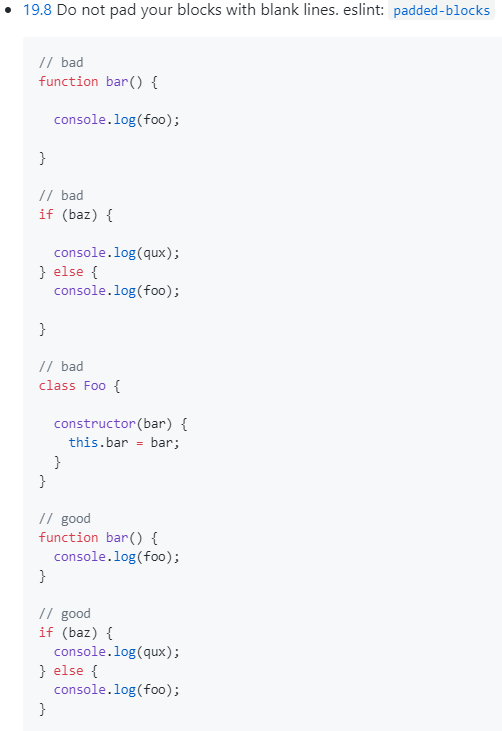 19.8 Do not pad your blocks with blank lines. eslint: padded-blocks
// bad
function bar() {
console.log(foo);
}
// bad
if (baz) {
console.log(qux);
} else {
console.log(foo);
}
// bad
class Foo {
constructor(bar) {
this.bar = bar;
}
}
// good
function bar() {
console.log(foo);
}
// good
if (baz) {
console.log(qux);
} else {
console.log(foo);
}